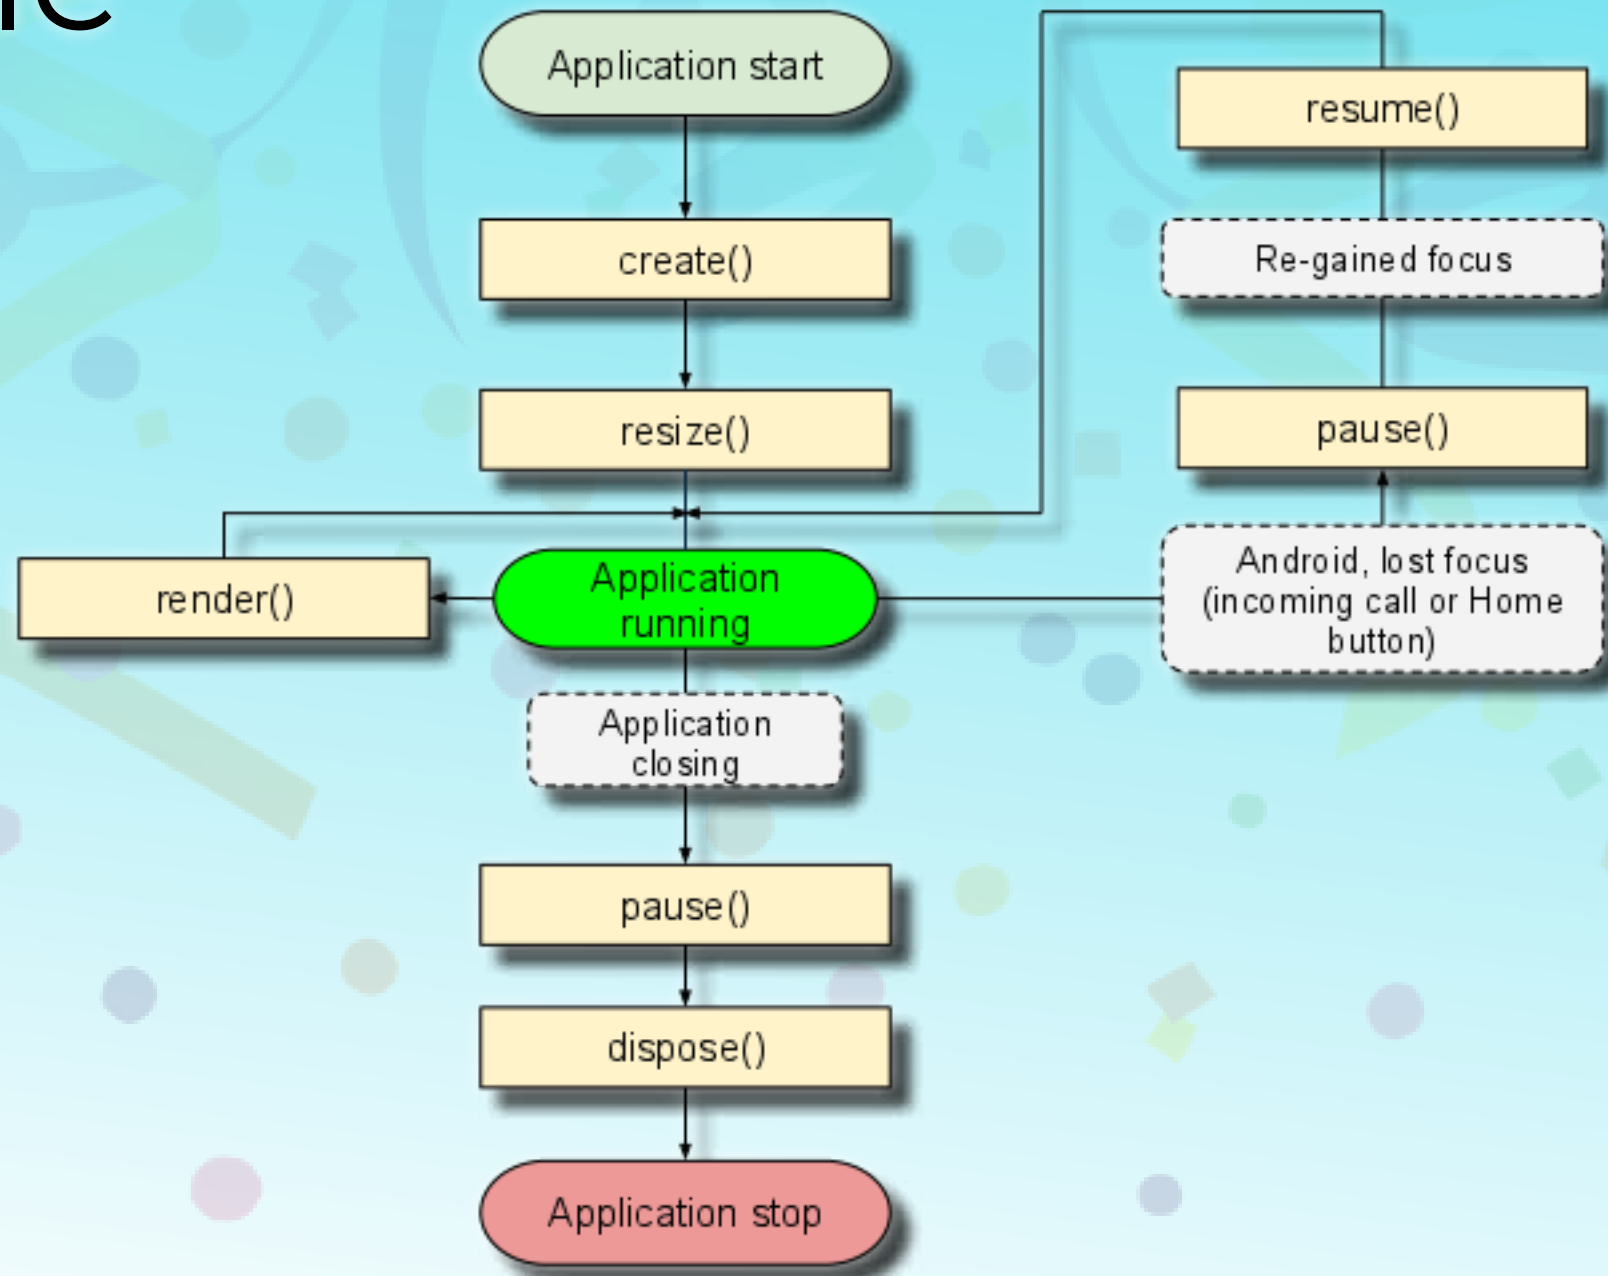 Application start
create()
resize()
render()
Application
running
Application
closing
pause()
dispose()
Application stop
resume()
Re-gained focus
pause()
Android, lost focus
(incoming call or Home
button)